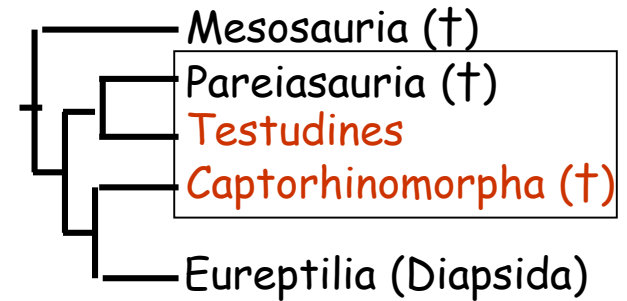 Mesosauria (†)
Pareiasauria (†)
Testudines
Captorhinomorpha (†)
Eureptilia (Diapsida)